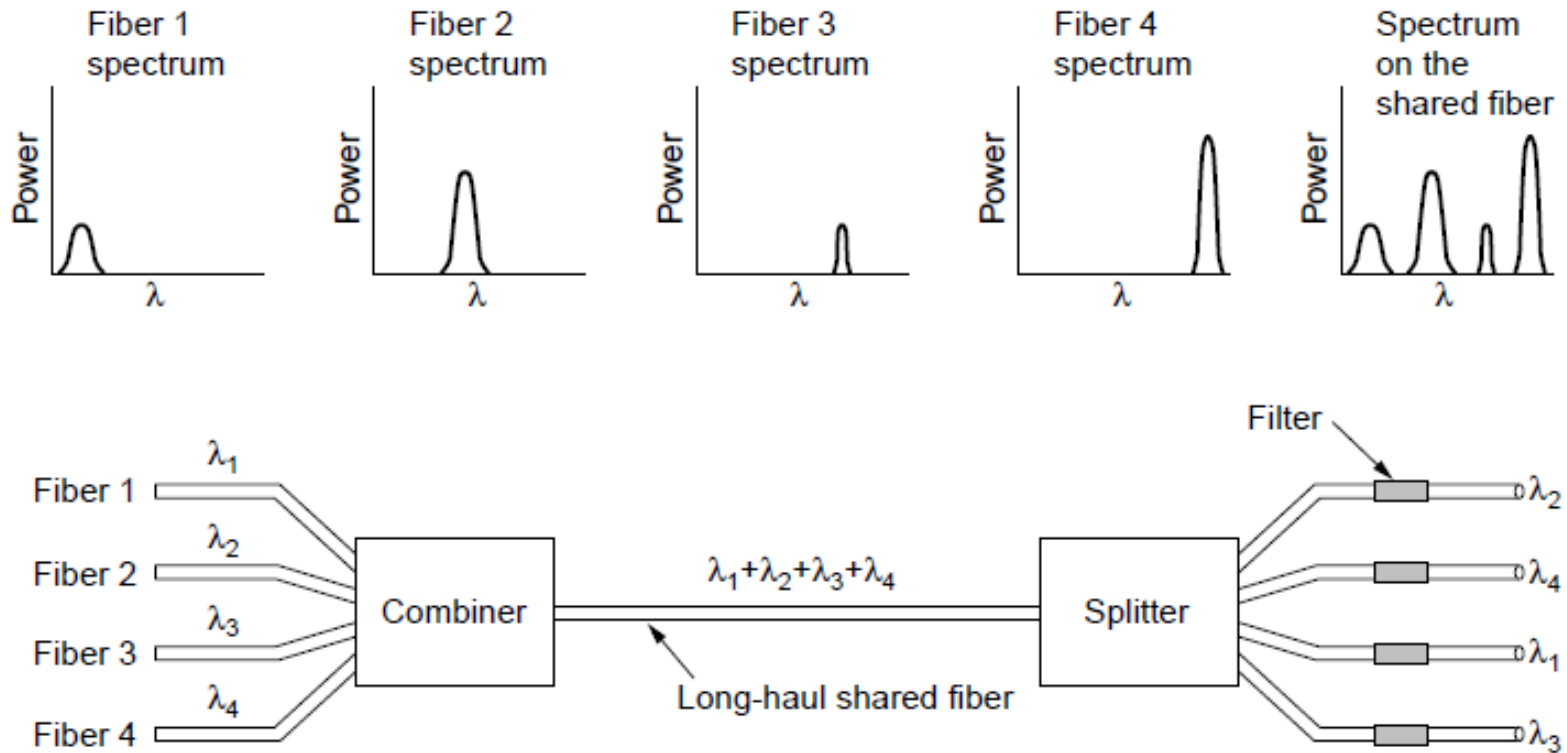 Fiber 1
spectrum
Fiber 2
spectrum
Fiber 3
spectrum
Fiber 4
spectrum
Spectrum
on the
shared fiber
Power
λ
Power
λ
Power
λ
Power
λ
Power
λ
Filter
Fiber 1
λ1
Fiber 2
λ2
Fiber 3
λ3
Fiber 4
λ4
Combiner
λ1+λ2+λ3+λ4
Long-haul shared fiber
Splitter
λ2
λ4
λ1
λ3